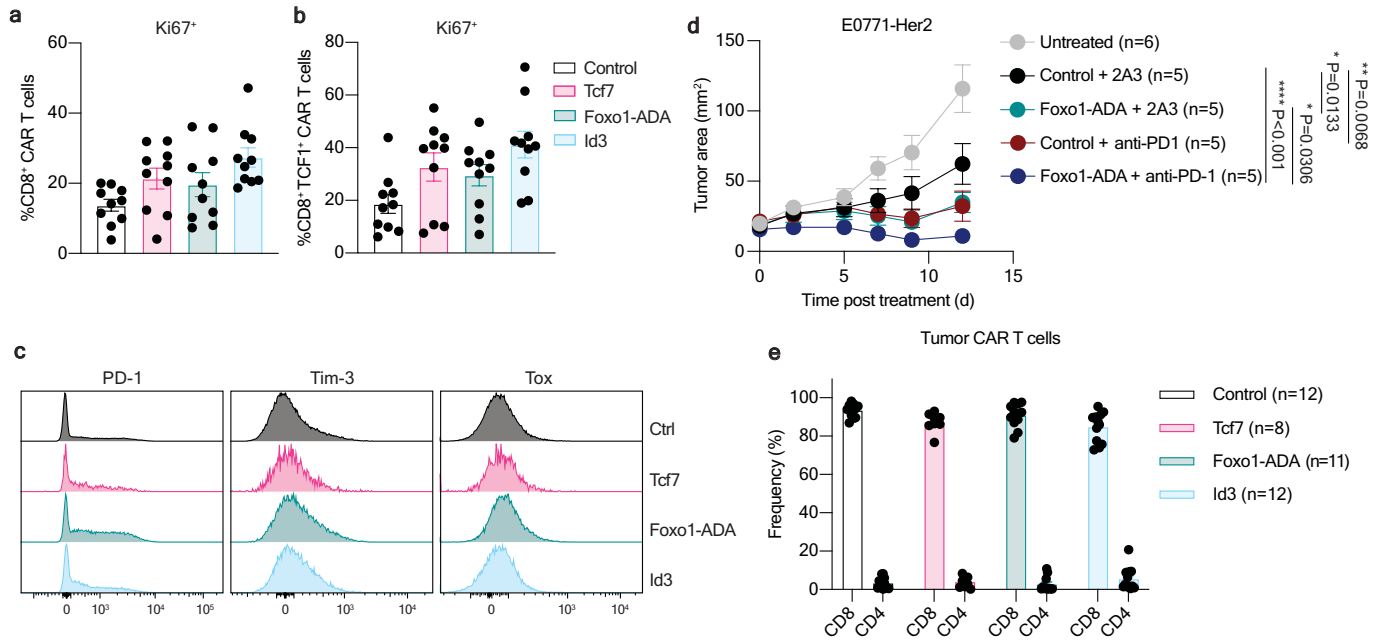 a
Ki67⁺
%CD8⁺ CAR T cells
60
40
20
0
b
Ki67⁺
%CD8⁺TCF1⁺ CAR T cells
80
60
40
20
0
Control
Tcf7
Foxo1-ADA
Id3
c
PD-1
Tim-3
Tox
Ctrl
Tcf7
Foxo1-ADA
Id3
0 10³ 10⁴ 10⁵
0 10³ 10⁴
0 10³ 10⁴
d
E0771-Her2
Tumor area (mm²)
150
100
50
0
0 5 10 15
Time post treatment (d)
Untreated (n=6)
Control + 2A3 (n=5)
Foxo1-ADA + 2A3 (n=5)
Control + anti-PD1 (n=5)
Foxo1-ADA + anti-PD-1 (n=5)
** P=0.0068
* P=0.0133
* P=0.0306
**** P<0.001
e
Tumor CAR T cells
Frequency (%)
100
80
60
40
20
0
CD8 CD4 CD8 CD4 CD8 CD4 CD8 CD4
Control (n=12)
Tcf7 (n=8)
Foxo1-ADA (n=11)
Id3 (n=12)